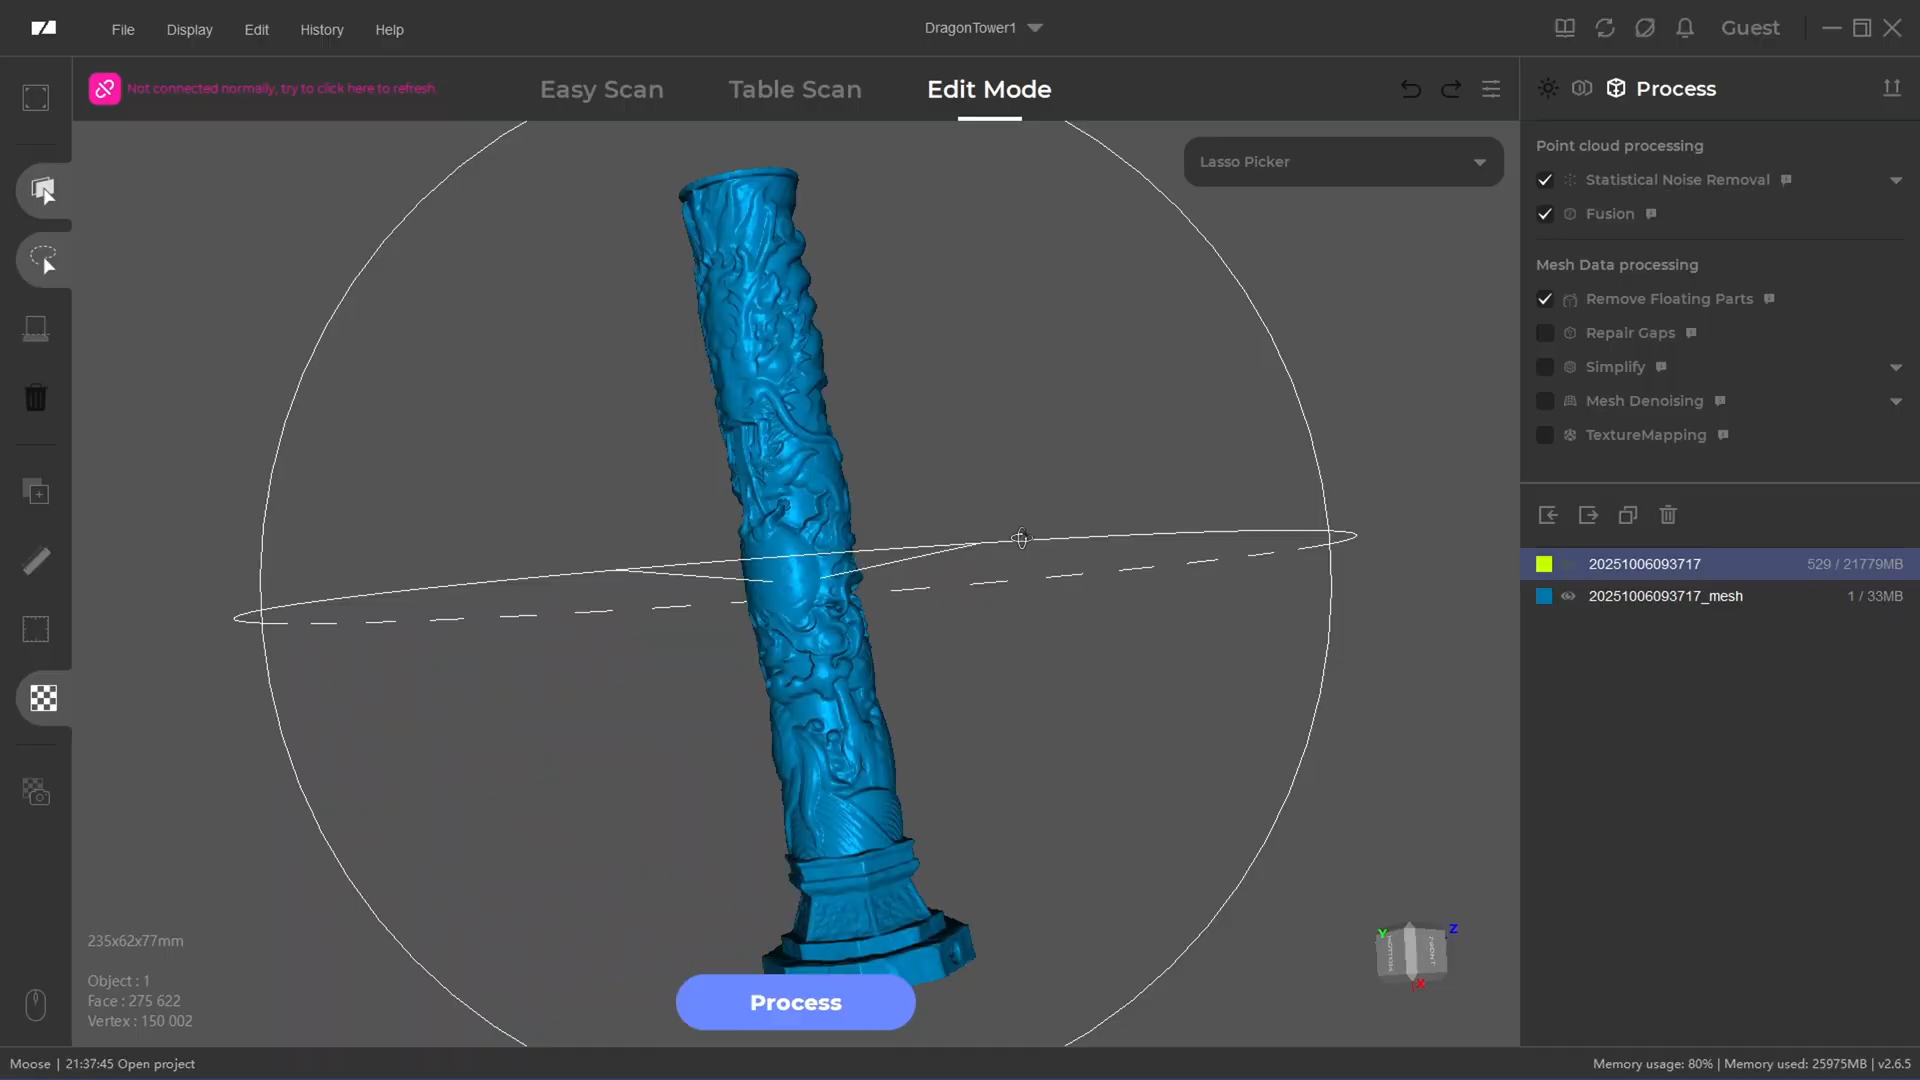 File Display Edit History Help
DragonTower1
Guest
Not connected normally, try to click here to refresh.
Easy Scan
Table Scan
Edit Mode
Process
Lasso Picker
Point cloud processing
Statistical Noise Removal
Fusion
Mesh Data processing
Remove Floating Parts
Repair Gaps
Simplify
Mesh Denoising
TextureMapping
20251006093717 529 / 21779MB
20251006093717_mesh 1 / 33MB
235x62x77mm
Object : 1
Face : 275 622
Vertex : 150 002
Process
Y
Z
FRONT
X
Moose | 21:37:45 Open project
Memory usage: 80% | Memory used: 25975MB | v2.6.5